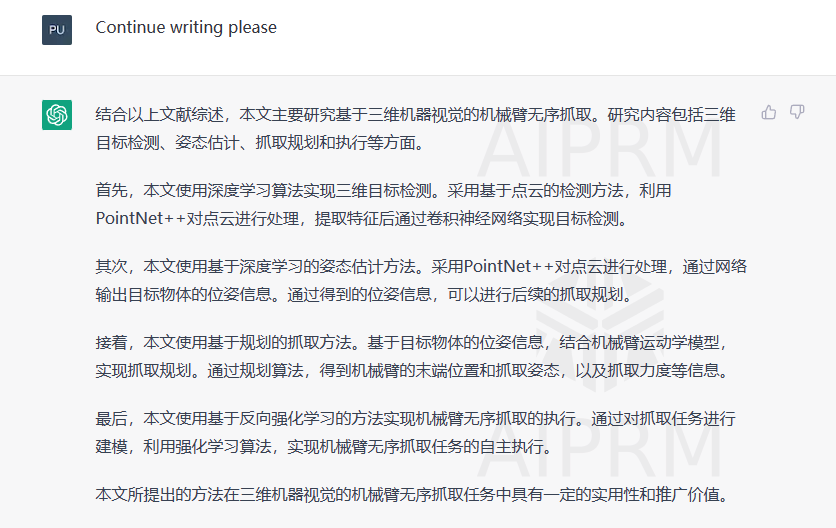 PU
Continue writing please
结合以上文献综述，本文主要研究基于三维机器视觉的机械臂无序抓取。研究内容包括三维
目标检测、姿态估计、抓取规划和执行等方面。
首先，本文使用深度学习算法实现三维目标检测。采用基于点云的检测方法，利用
PointNet++对点云进行处理，提取特征后通过卷积神经网络实现目标检测。
其次，本文使用基于深度学习的姿态估计方法。采用PointNet++对点云进行处理，通过网络
输出目标物体的位姿信息。通过得到的位姿信息，可以进行后续的抓取规划。
接着，本文使用基于规划的抓取方法。基于目标物体的位姿信息，结合机械臂运动学模型，
实现抓取规划。通过规划算法，得到机械臂的末端位置和抓取姿态，以及抓取力度等信息。
最后，本文使用基于反向强化学习的方法实现机械臂无序抓取的执行。通过对抓取任务进行
建模，利用强化学习算法，实现机械臂无序抓取任务的自主执行。
本文所提出的方法在三维机器视觉的机械臂无序抓取任务中具有一定的实用性和推广价值。
AIPRM
AIPRM